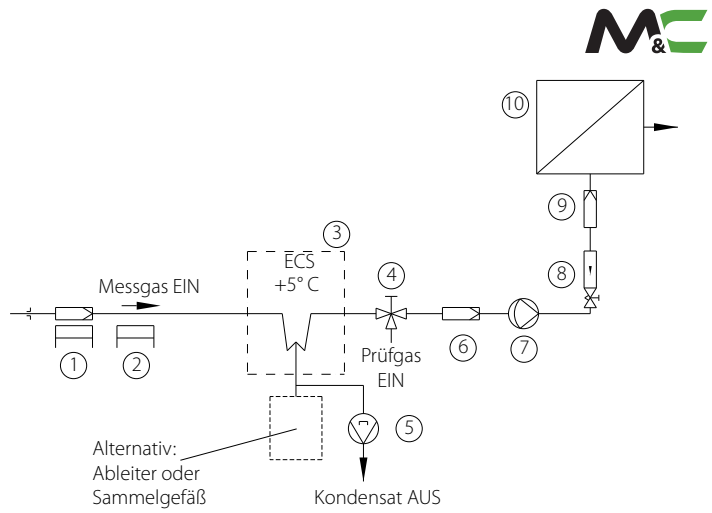 M&C
10
9
3
ECS
+5° C
4
8
Messgas EIN
Prüfgas
EIN
1
2
6
7
5
Alternativ:
Ableiter oder
Sammelgefäß
Kondensat AUS